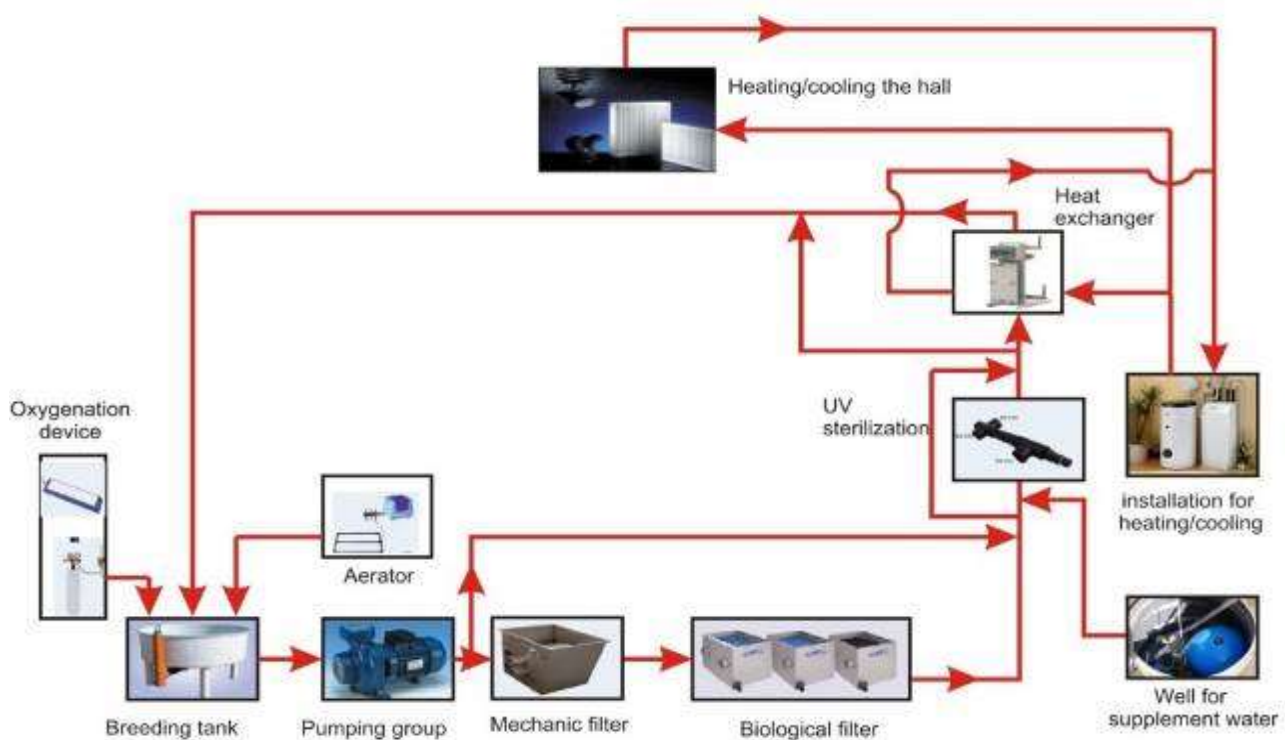 Heating/cooling the hall
Heat
exchanger
Oxygenation
device
UV
sterilization
installation for
heating/cooling
Aerator
Breeding tank
Pumping group
Mechanic filter
Biological filter
Well for
supplement water